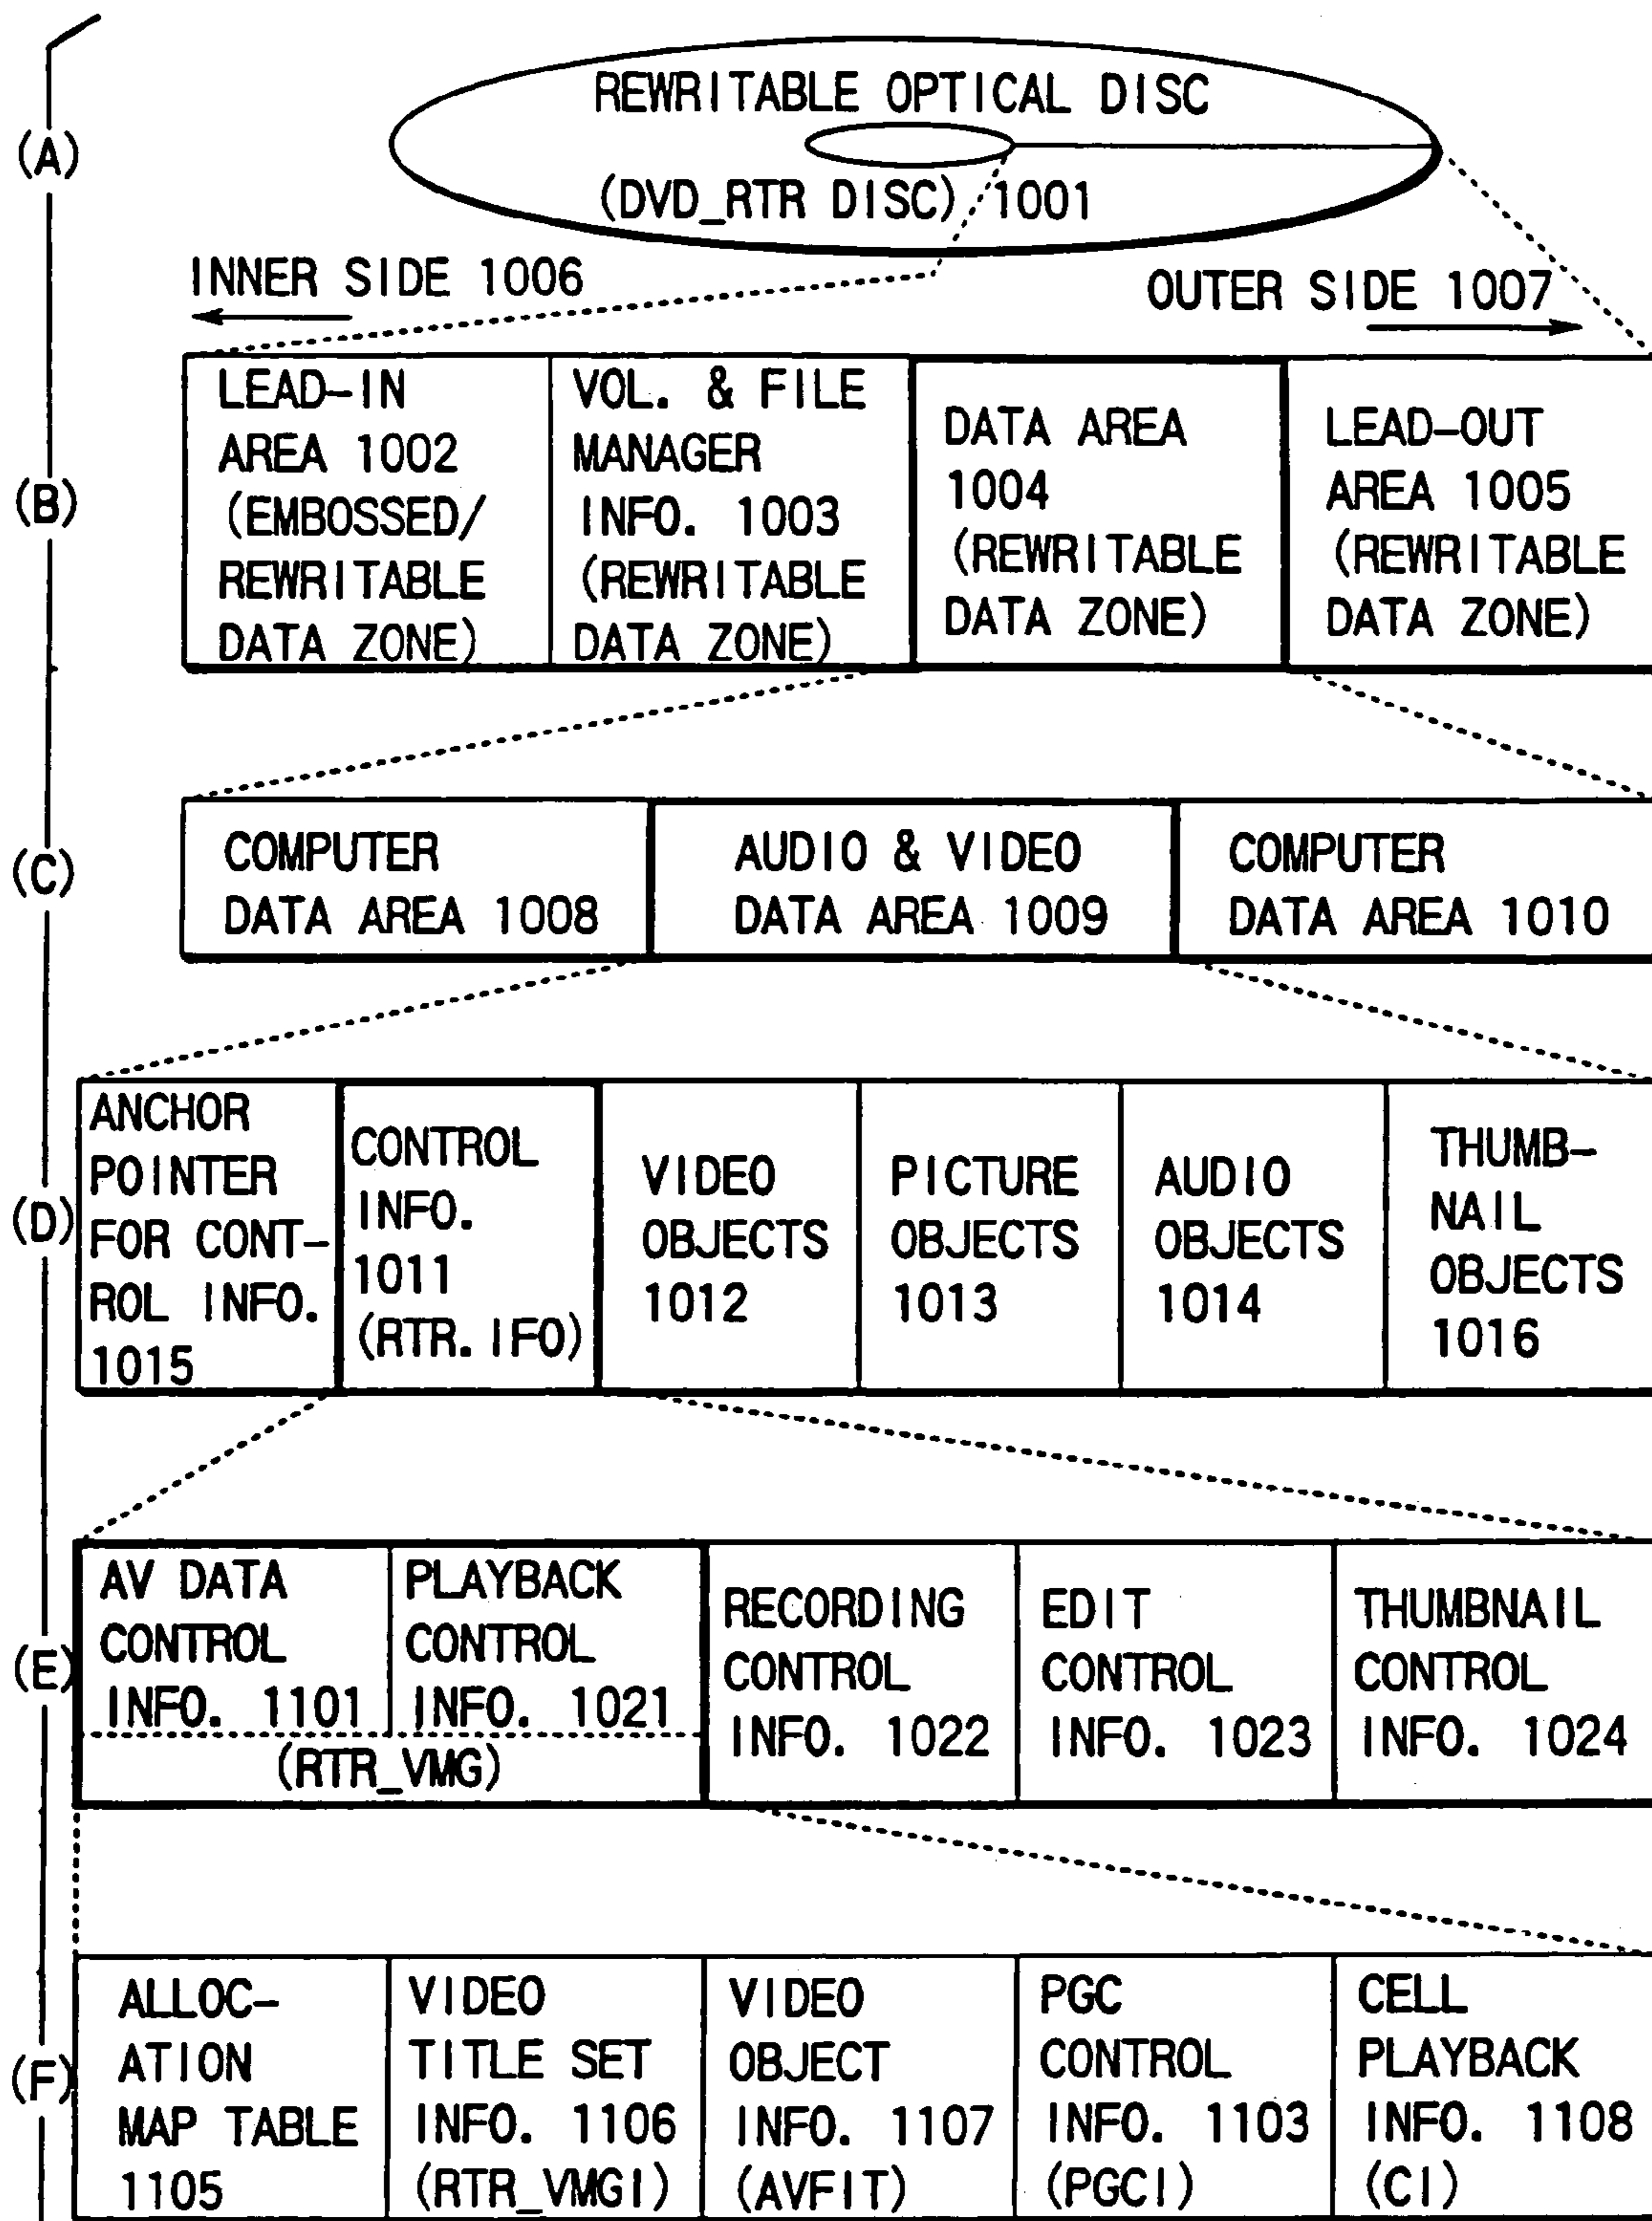 (A)
REWRITABLE OPTICAL DISC
(DVD_RTR DISC) 1001
INNER SIDE 1006
OUTER SIDE 1007
(B)
LEAD-IN
AREA 1002
(EMBOSSED/
REWRITABLE
DATA ZONE)
VOL. & FILE
MANAGER
INFO. 1003
(REWRITABLE
DATA ZONE)
DATA AREA
1004
(REWRITABLE
DATA ZONE)
LEAD-OUT
AREA 1005
(REWRITABLE
DATA ZONE)
(C)
COMPUTER
DATA AREA 1008
AUDIO & VIDEO
DATA AREA 1009
COMPUTER
DATA AREA 1010
(D)
ANCHOR
POINTER
FOR CONT-
ROL INFO.
1015
CONTROL
INFO.
1011
(RTR.IFO)
VIDEO
OBJECTS
1012
PICTURE
OBJECTS
1013
AUDIO
OBJECTS
1014
THUMB-
NAIL
OBJECTS
1016
(E)
AV DATA
CONTROL
INFO. 1101
PLAYBACK
CONTROL
INFO. 1021
(RTR_VMG)
RECORDING
CONTROL
INFO. 1022
EDIT
CONTROL
INFO. 1023
THUMBNAIL
CONTROL
INFO. 1024
(F)
ALLOC-
ATION
MAP TABLE
1105
VIDEO
TITLE SET
INFO. 1106
(RTR_VMGI)
VIDEO
OBJECT
INFO. 1107
(AVFIT)
PGC
CONTROL
INFO. 1103
(PGCI)
CELL
PLAYBACK
INFO. 1108
(CI)